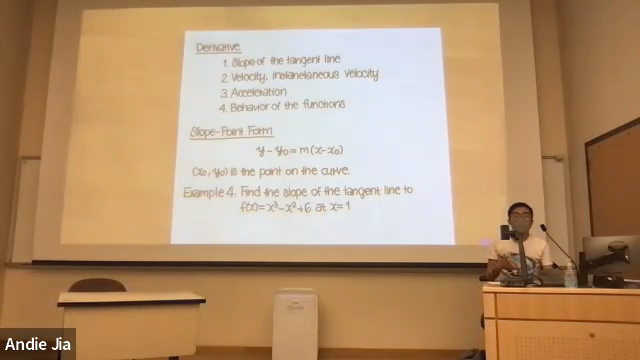 Derivative
1. Slope of the tangent line
2. Velocity, instantaneous velocity
3. Acceleration
4. Behavior of the functions
Slope-Point Form
y-y₀=m(x-x₀)
(x₀, y₀) is the point on the curve.
Example 4. Find the slope of the tangent line to
f(x)=x³-x²+6 at x=1
Andie Jia